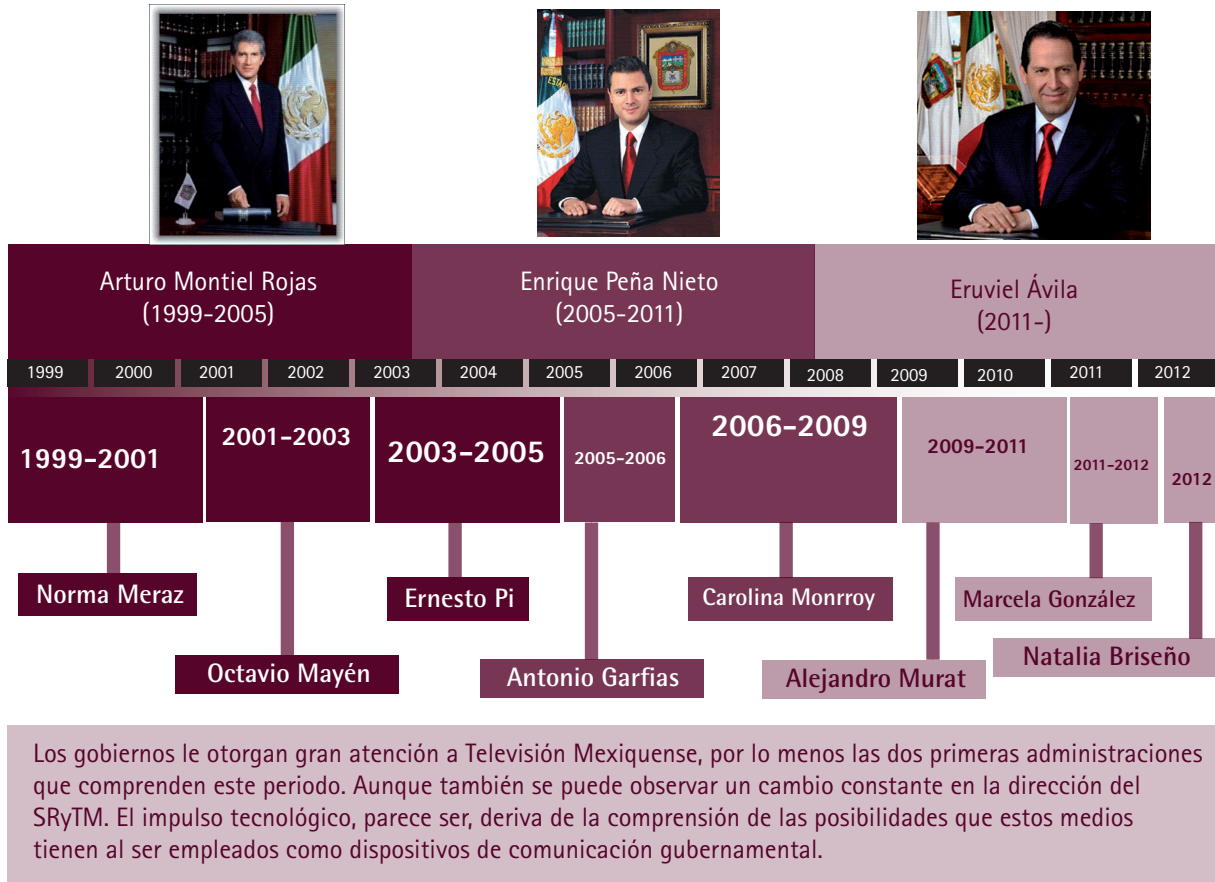 Arturo Montiel Rojas
(1999-2005)
Enrique Peña Nieto
(2005-2011)
Eruviel Ávila
(2011-)
1999 2000 2001 2002 2003 2004 2005 2006 2007 2008 2009 2010 2011 2012
1999-2001
2001-2003
2003-2005
2005-2006
2006-2009
2009-2011
2011-2012
2012
Norma Meraz
Octavio Mayén
Ernesto Pi
Antonio Garfias
Carolina Monrroy
Alejandro Murat
Marcela González
Natalia Briseño
Los gobiernos le otorgan gran atención a Televisión Mexiquense, por lo menos las dos primeras administraciones
que comprenden este periodo. Aunque también se puede observar un cambio constante en la dirección del
SRyTM. El impulso tecnológico, parece ser, deriva de la comprensión de las posibilidades que estos medios
tienen al ser empleados como dispositivos de comunicación gubernamental.